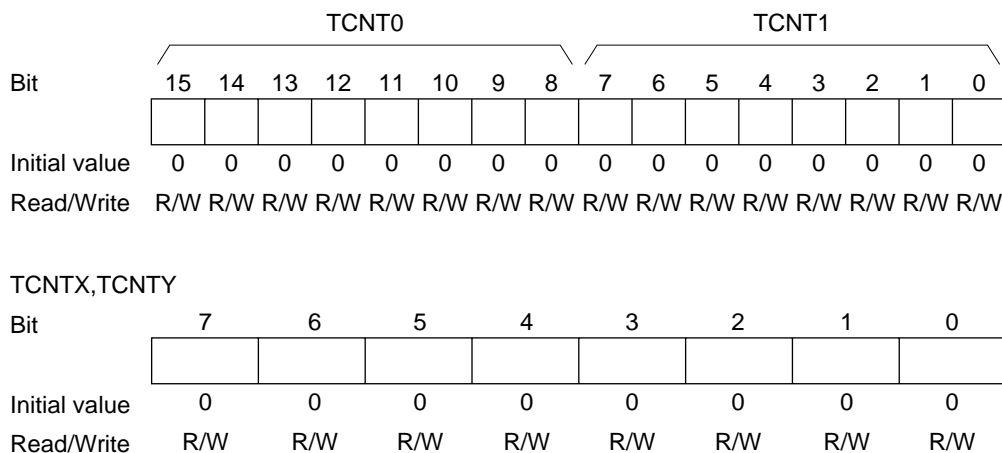 TCNT0 TCNT1
Bit 15 14 13 12 11 10 9 8 7 6 5 4 3 2 1 0
Initial value 0 0 0 0 0 0 0 0 0 0 0 0 0 0 0 0
Read/Write R/W R/W R/W R/W R/W R/W R/W R/W R/W R/W R/W R/W R/W R/W R/W R/W
TCNTX,TCNTY
Bit 7 6 5 4 3 2 1 0
Initial value 0 0 0 0 0 0 0 0
Read/Write R/W R/W R/W R/W R/W R/W R/W R/W